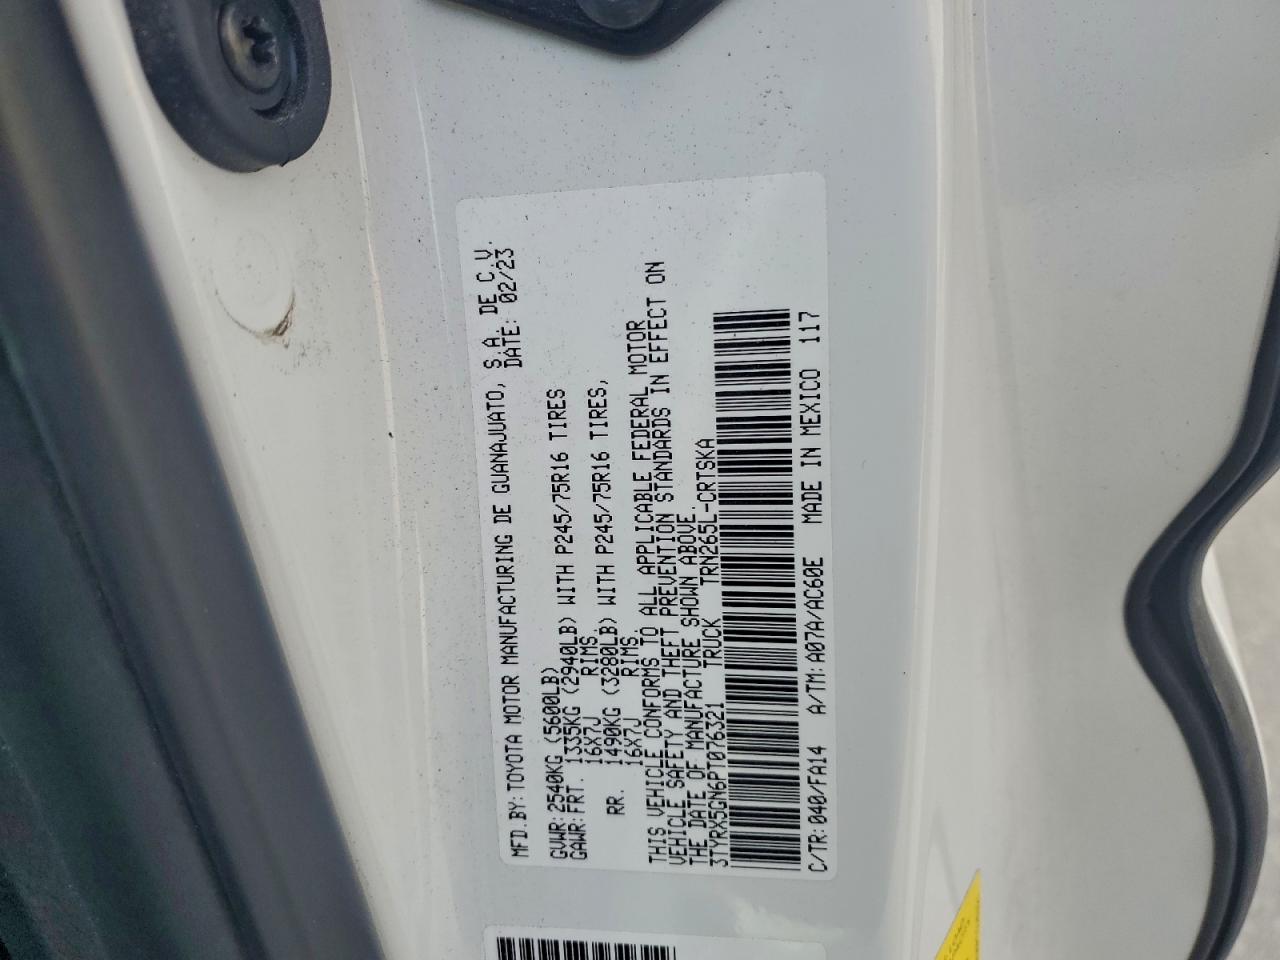 MFD.BY: TOYOTA MOTOR MANUFACTURING DE GUANAJUATO, S.A. DE C.V.
DATE: 02/23
GVWR: 2540KG (5600LB)
GAWR: FRT. 1335KG (2940LB) WITH P245/75R16 TIRES
16X7J RIMS.
RR. 1490KG (3280LB) WITH P245/75R16 TIRES,
16X7J RIMS.
THIS VEHICLE CONFORMS TO ALL APPLICABLE FEDERAL MOTOR
VEHICLE SAFETY AND THEFT PREVENTION STANDARDS IN EFFECT ON
THE DATE OF MANUFACTURE SHOWN ABOVE.
3TYRX5GN6PT076321 TRUCK TRN265L-CRTSKA
C/TR: 040/FA14 A/TM: A07A/AC60E MADE IN MEXICO 117